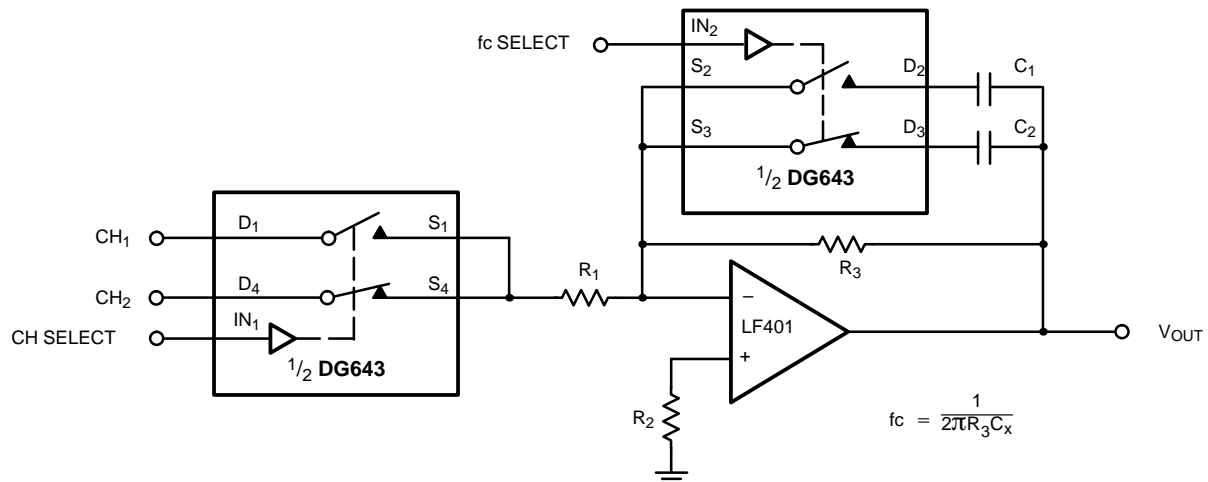 IN2
fc SELECT
S2
D2
C1
S3
D3
C2
1/2 DG643
CH1
D1
S1
R3
R1
CH2
D4
S4
–
LF401
IN1
CH SELECT
VOUT
+
1/2 DG643
R2
fc = 1 / 2πR3Cx